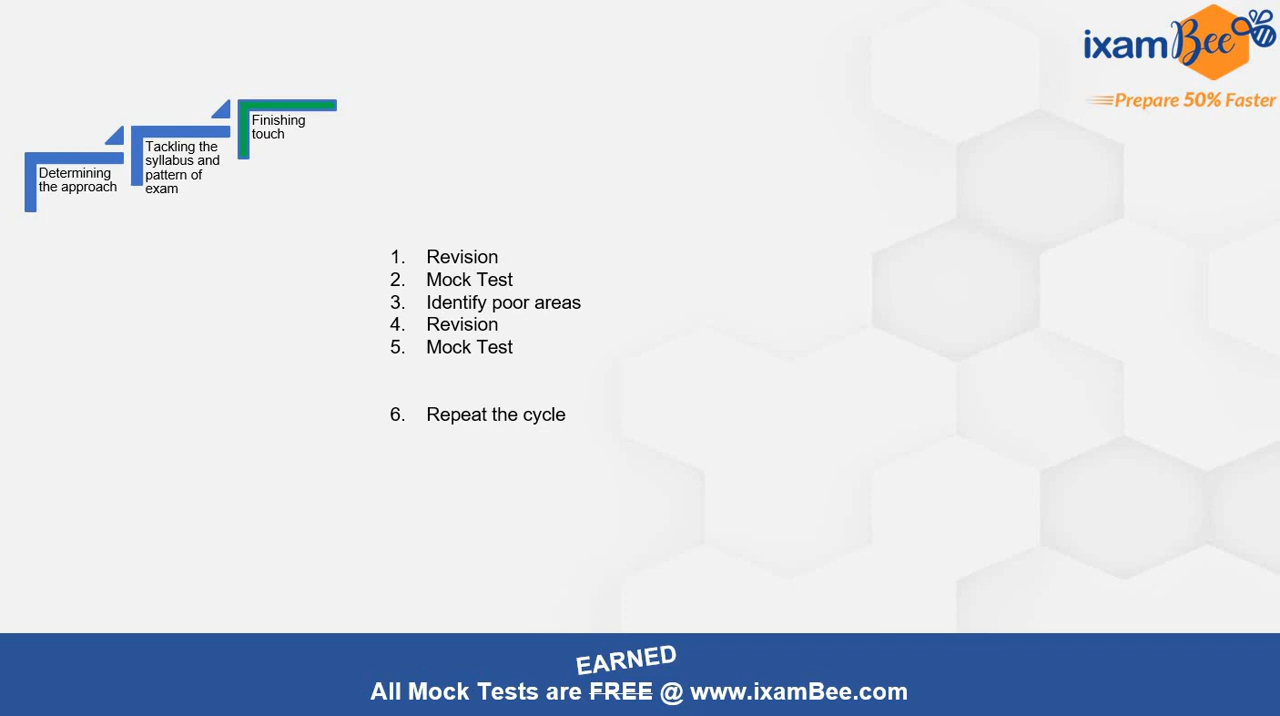 ixamBee
Prepare 50% Faster
Finishing
touch
Tackling the
syllabus and
pattern of
exam
Determining
the approach
1. Revision
2. Mock Test
3. Identify poor areas
4. Revision
5. Mock Test
6. Repeat the cycle
EARNED
All Mock Tests are FREE @ www.ixamBee.com